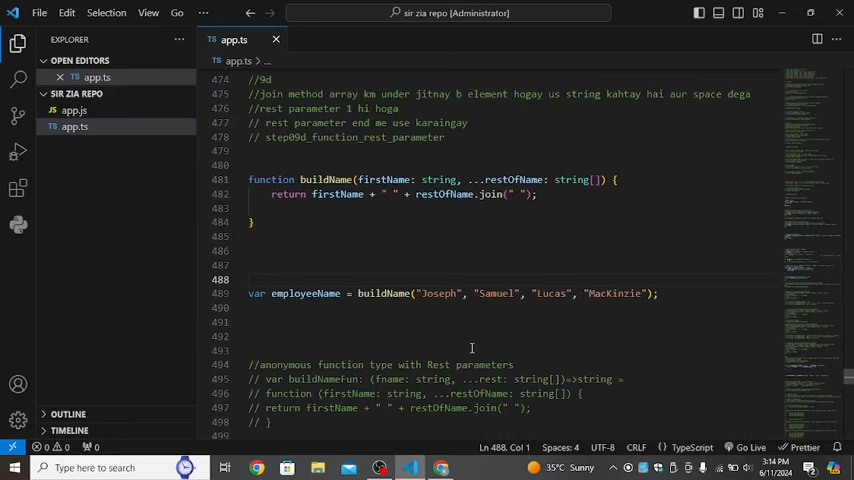 File Edit Selection View Go ··· sir zia repo [Administrator]
EXPLORER ···
OPEN EDITORS
TS app.ts
SIR ZIA REPO
JS app.js
TS app.ts
OUTLINE
TIMELINE
TS app.ts
TS app.ts > ...
474 //9d
475 //join method array km under jitnay b element hogay us string kahtay hai aur space dega
476 //rest parameter 1 hi hoga
477 // rest parameter end me use karaingay
478 // step09d_function_rest_parameter
479
480
481 function buildName(firstName: string, ...restOfName: string[]) {
482 return firstName + " " + restOfName.join(" ");
483
484 }
485
486
487
488
489 var employeeName = buildName("Joseph", "Samuel", "Lucas", "MacKinzie");
490
491
492
493
494 //anonymous function type with Rest parameters
495 // var buildNameFun: (fname: string, ...rest: string[])=>string =
496 // function (firstName: string, ...restOfName: string[]) {
497 // return firstName + " " + restOfName.join(" ");
498 // }
499
0 0 0 Ln 488, Col 1 Spaces: 4 UTF-8 CRLF TypeScript Go Live Prettier
Type here to search 35°C Sunny 3:14 PM
6/11/2024